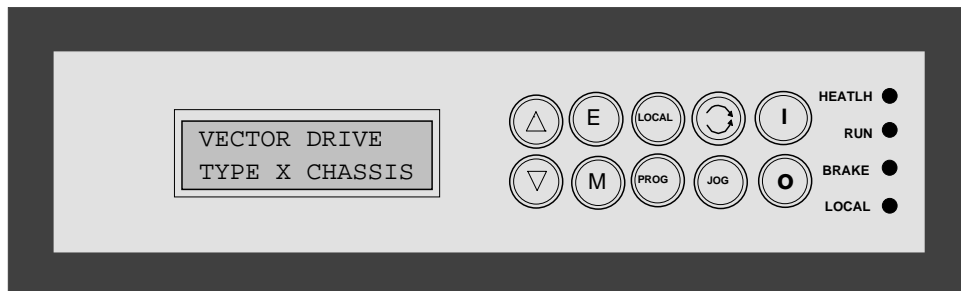 VECTOR DRIVE
TYPE X CHASSIS
E
LOCAL
I
M
PROG
JOG
O
HEATLH
RUN
BRAKE
LOCAL